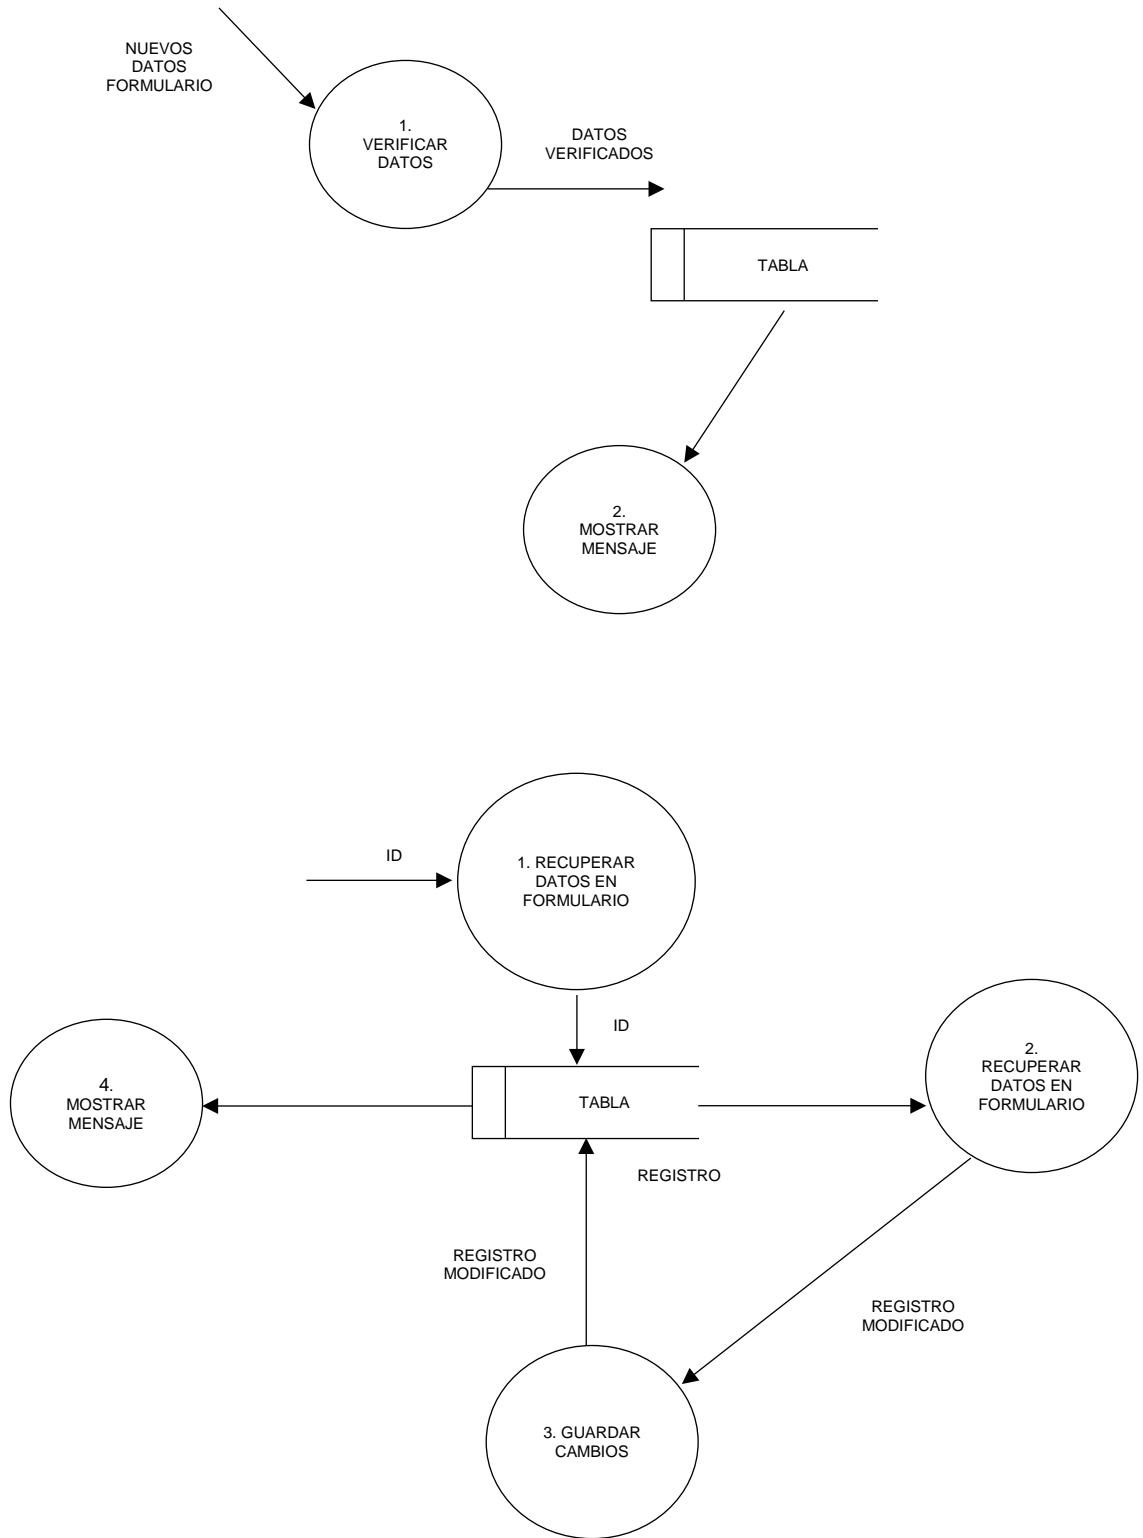 NUEVOS
DATOS
FORMULARIO
1.
VERIFICAR
DATOS
DATOS
VERIFICADOS
TABLA
2.
MOSTRAR
MENSAJE
ID
1. RECUPERAR
DATOS EN
FORMULARIO
ID
2.
RECUPERAR
DATOS EN
FORMULARIO
4.
MOSTRAR
MENSAJE
TABLA
REGISTRO
REGISTRO
MODIFICADO
REGISTRO
MODIFICADO
3. GUARDAR
CAMBIOS